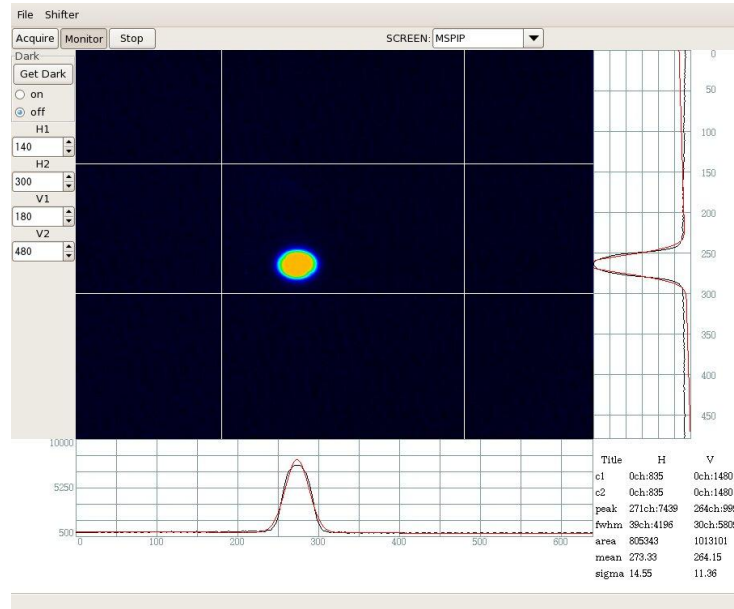 File Shifter
Acquire Monitor Stop SCREEN: MSPIP
Dark
Get Dark
on
off
H1
140
H2
300
V1
180
V2
480
0
50
100
150
200
250
300
350
400
450
10000
5250
500
0 100 200 300 400 500 600
Title H V
c1 0ch:835 0ch:1480
c2 0ch:835 0ch:1480
peak 271ch:7439 264ch:999
fwhm 39ch:4196 30ch:5809
area 805343 1013101
mean 273.33 264.15
sigma 14.55 11.36